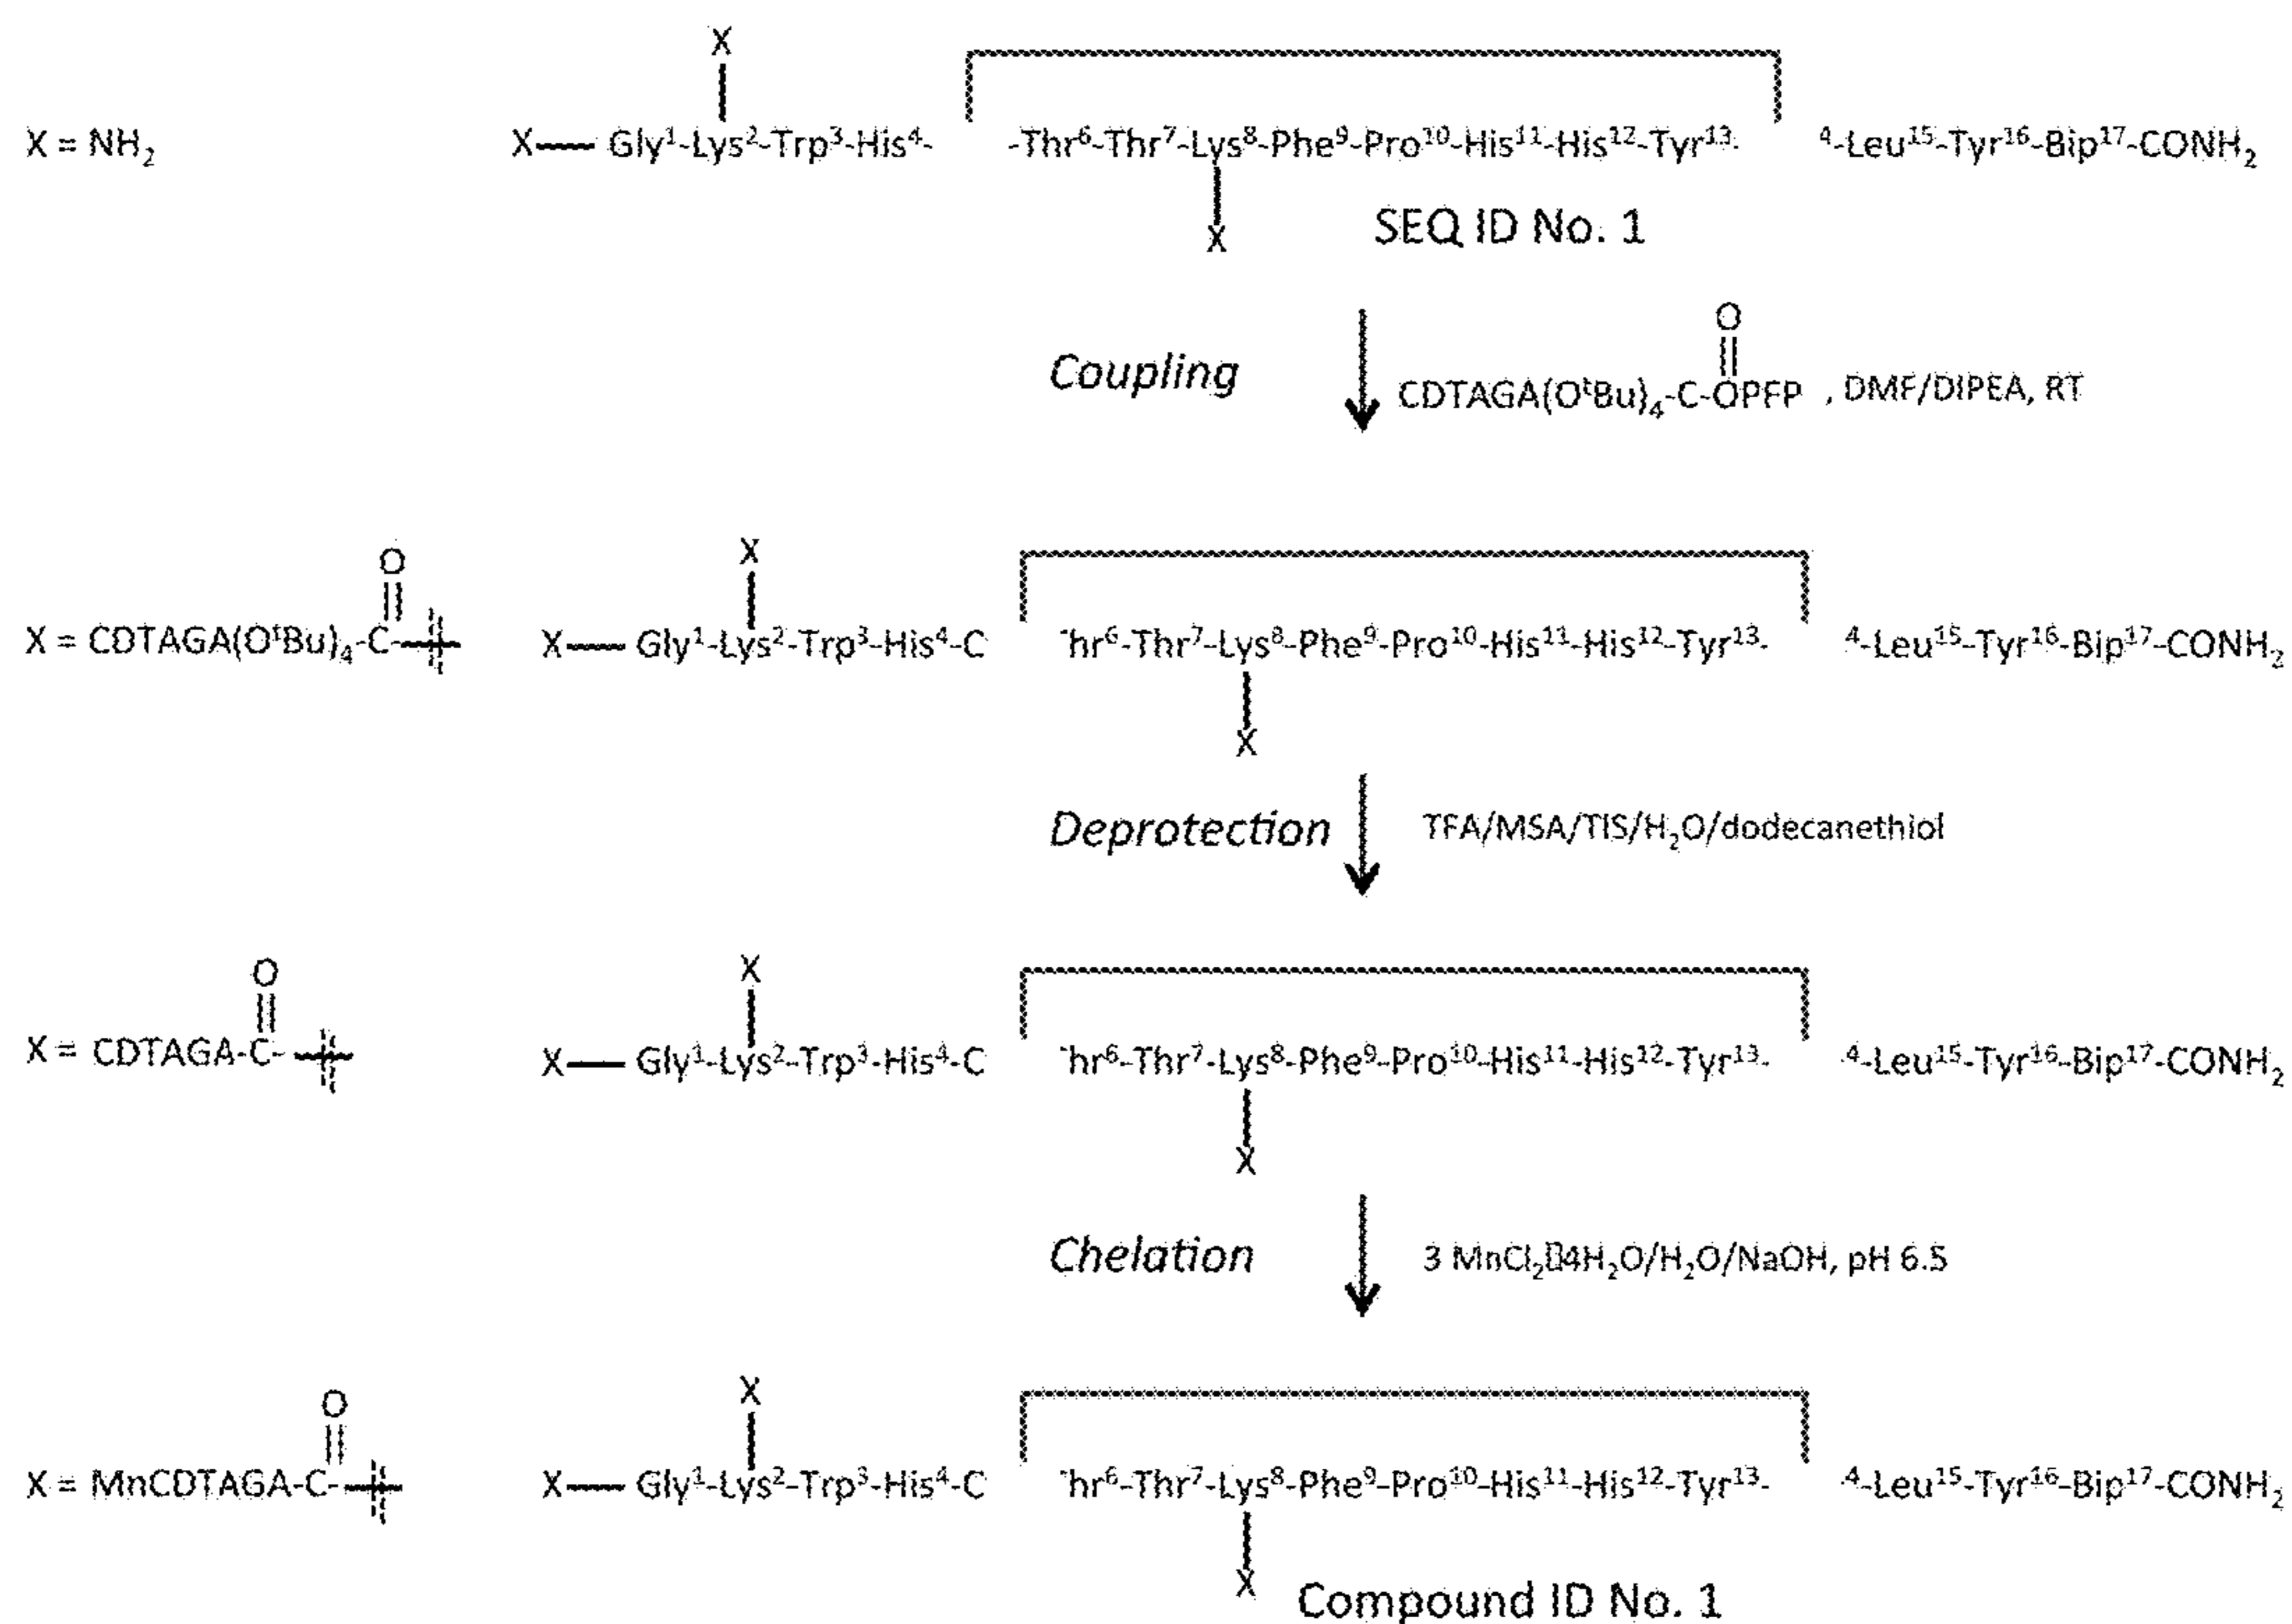 X
X = NH₂ X — Gly¹-Lys²-Trp³-His⁴- -Thr⁶-Thr⁷-Lys⁸-Phe⁹-Pro¹⁰-His¹¹-His¹²-Tyr¹³- ⁴-Leu¹⁵-Tyr¹⁶-Bip¹⁷-CONH₂
X SEQ ID No. 1
O
Coupling CDTAGA(OᵗBu)₄-C-OPFP , DMF/DIPEA, RT
O X
X = CDTAGA(OᵗBu)₄-C- X — Gly¹-Lys²-Trp³-His⁴-C hr⁶-Thr⁷-Lys⁸-Phe⁹-Pro¹⁰-His¹¹-His¹²-Tyr¹³- ⁴-Leu¹⁵-Tyr¹⁶-Bip¹⁷-CONH₂
X
Deprotection TFA/MSA/TIS/H₂O/dodecanethiol
O X
X = CDTAGA-C- X — Gly¹-Lys²-Trp³-His⁴-C hr⁶-Thr⁷-Lys⁸-Phe⁹-Pro¹⁰-His¹¹-His¹²-Tyr¹³- ⁴-Leu¹⁵-Tyr¹⁶-Bip¹⁷-CONH₂
X
Chelation 3 MnCl₂▯4H₂O/H₂O/NaOH, pH 6.5
O X
X = MnCDTAGA-C- X — Gly¹-Lys²-Trp³-His⁴-C hr⁶-Thr⁷-Lys⁸-Phe⁹-Pro¹⁰-His¹¹-His¹²-Tyr¹³- ⁴-Leu¹⁵-Tyr¹⁶-Bip¹⁷-CONH₂
X Compound ID No. 1